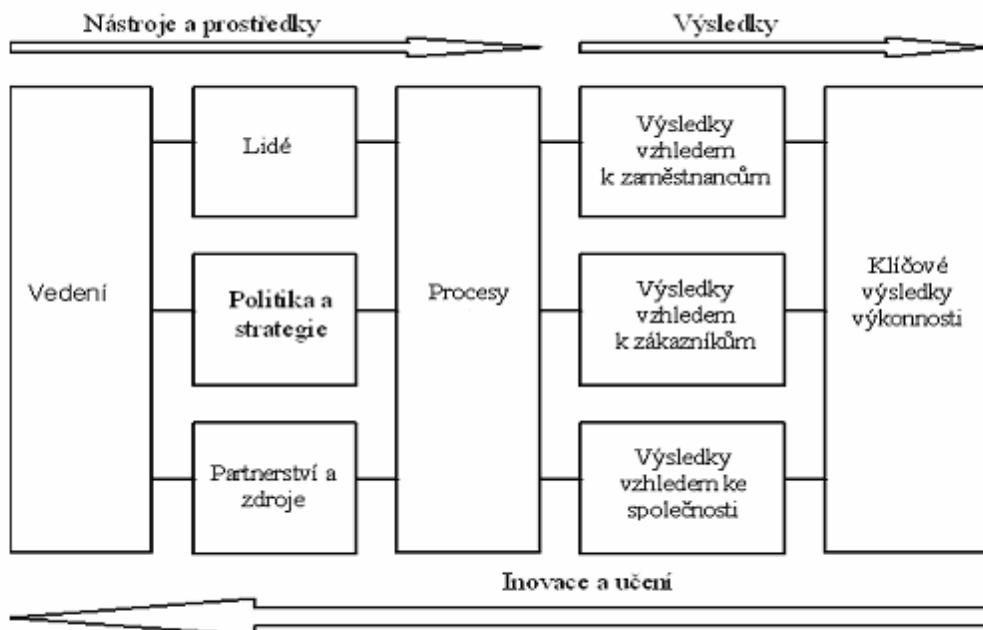 Nástroje a prostředky
Výsledky
Vedení
Lidé
Politika a
strategie
Partnerství a
zdroje
Procesy
Výsledky
vzhledem
k zaměstnancům
Výsledky
vzhledem
k zákazníkům
Výsledky
vzhledem ke
společnosti
Klíčové
výsledky
výkonnosti
Inovace a učení